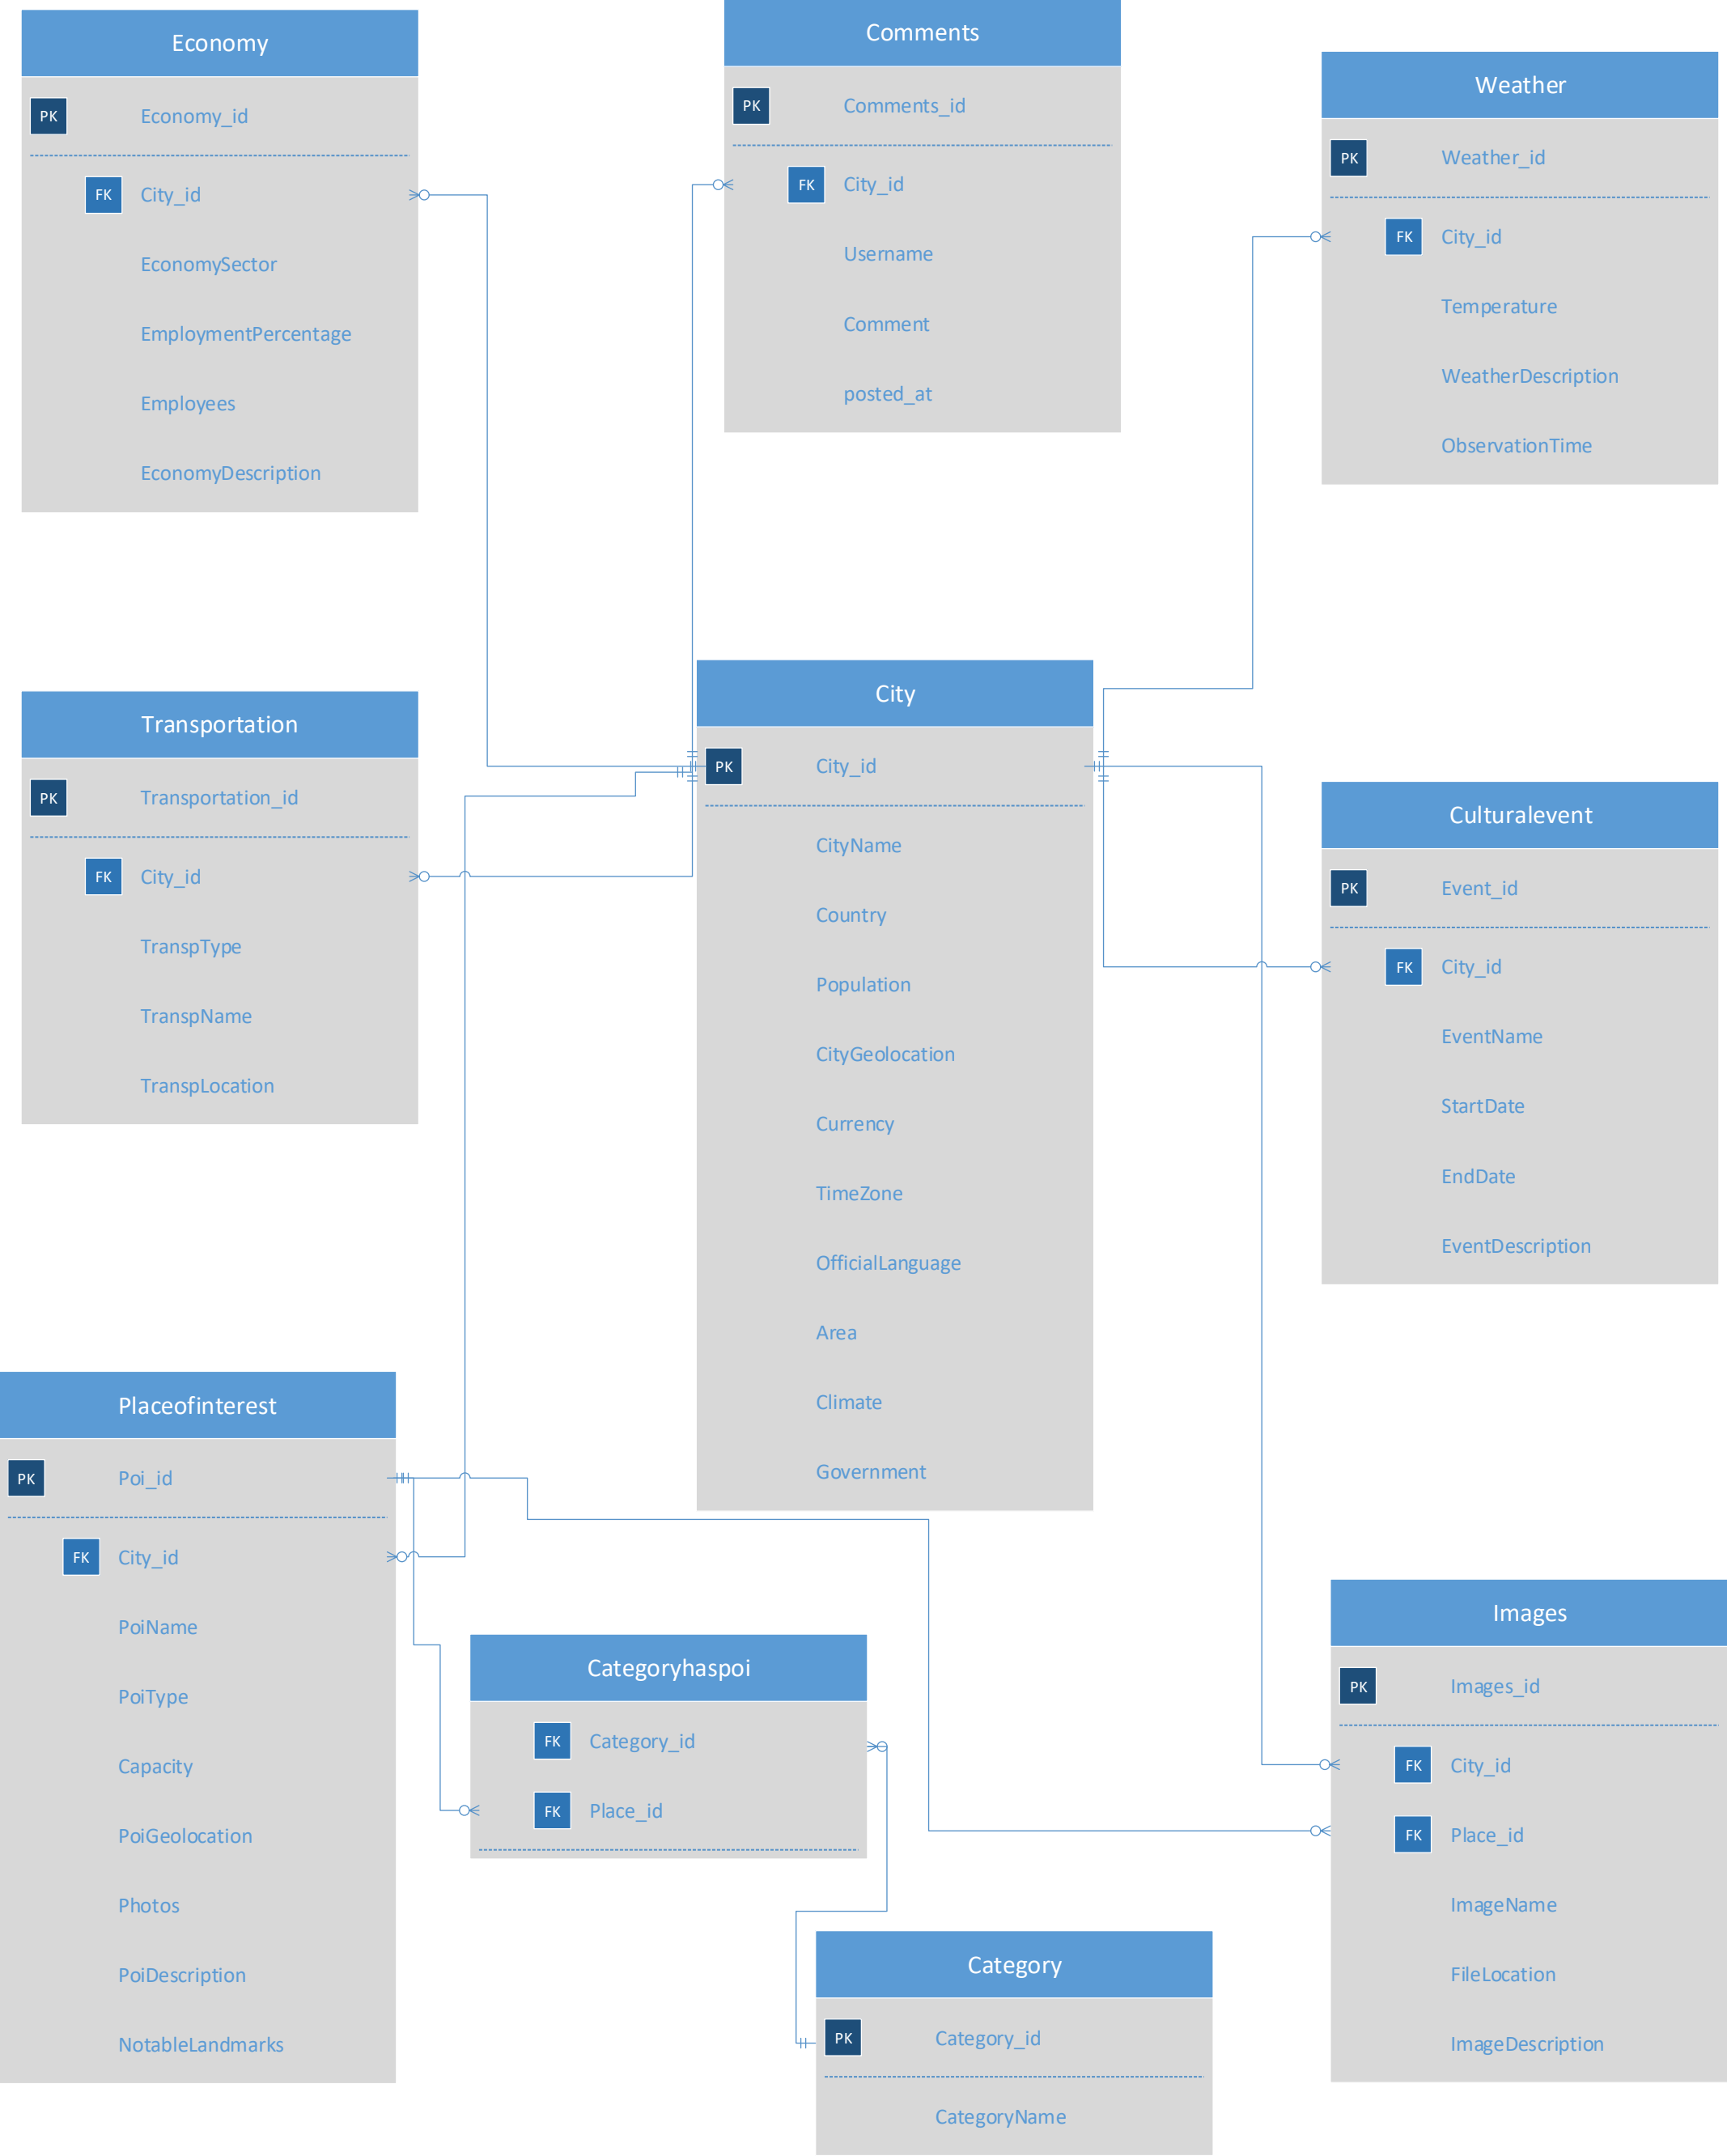 Economy
PK Economy_id
FK City_id
EconomySector
EmploymentPercentage
Employees
EconomyDescription
Comments
PK Comments_id
FK City_id
Username
Comment
posted_at
Weather
PK Weather_id
FK City_id
Temperature
WeatherDescription
ObservationTime
Transportation
PK Transportation_id
FK City_id
TranspType
TranspName
TranspLocation
City
PK City_id
CityName
Country
Population
CityGeolocation
Currency
TimeZone
OfficialLanguage
Area
Climate
Government
Culturalevent
PK Event_id
FK City_id
EventName
StartDate
EndDate
EventDescription
Placeofinterest
PK Poi_id
FK City_id
PoiName
PoiType
Capacity
PoiGeolocation
Photos
PoiDescription
NotableLandmarks
Categoryhaspoi
FK Category_id
FK Place_id
Images
PK Images_id
FK City_id
FK Place_id
ImageName
FileLocation
ImageDescription
Category
PK Category_id
CategoryName